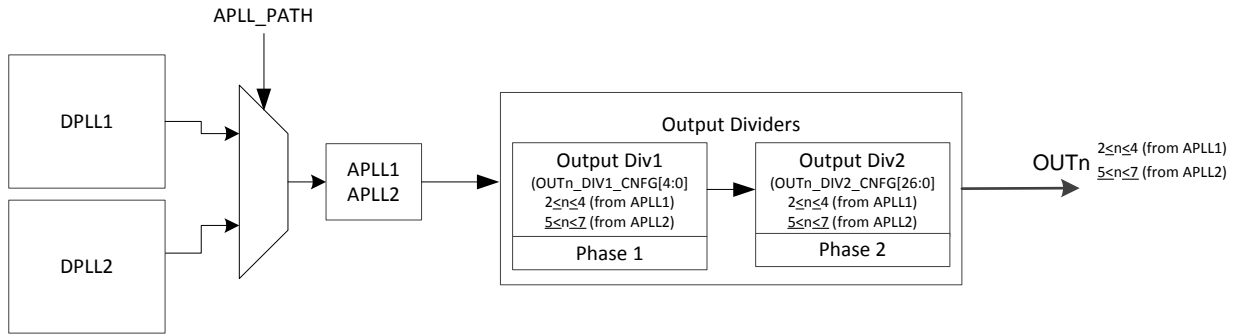 APLL_PATH
DPLL1
DPLL2
APLL1
APLL2
Output Dividers
Output Div1
(OUTn_DIV1_CNFG[4:0]
2≤n≤4 (from APLL1)
5≤n≤7 (from APLL2)
Phase 1
Output Div2
(OUTn_DIV2_CNFG[26:0]
2≤n≤4 (from APLL1)
5≤n≤7 (from APLL2)
Phase 2
OUTn
2≤n≤4 (from APLL1)
5≤n≤7 (from APLL2)